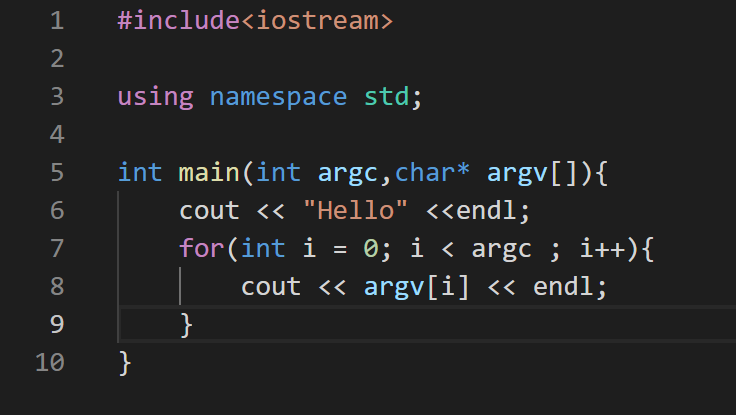 1 #include<iostream>
2
3 using namespace std;
4
5 int main(int argc,char* argv[]){
6     cout << "Hello" <<endl;
7     for(int i = 0; i < argc ; i++){
8         cout << argv[i] << endl;
9     }
10 }